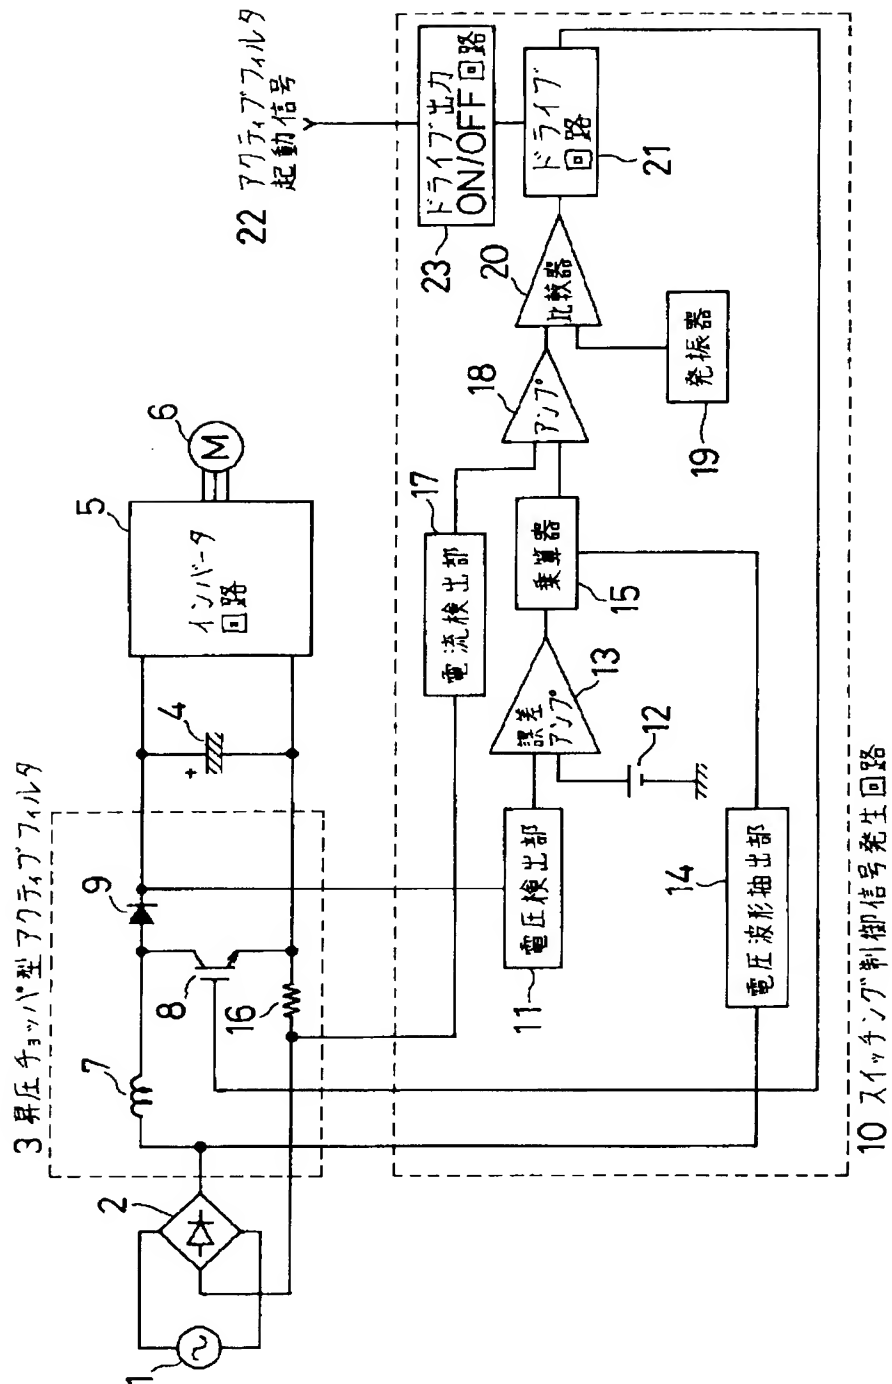 3 昇圧チョッパ型アクティブフィルタ
1
2
7
8
9
16
4
+
5
インバータ
回路
6
M
22 アクティブフィルタ
起動信号
10 スイッチング制御信号発生回路
11
電圧検出部
12
13
誤差
アンプ
14
電圧波形抽出部
15
乗算器
17
電流検出部
18
アンプ
19
発振器
20
比較器
21
ドライブ
回路
23
ドライブ出力
ON/OFF回路